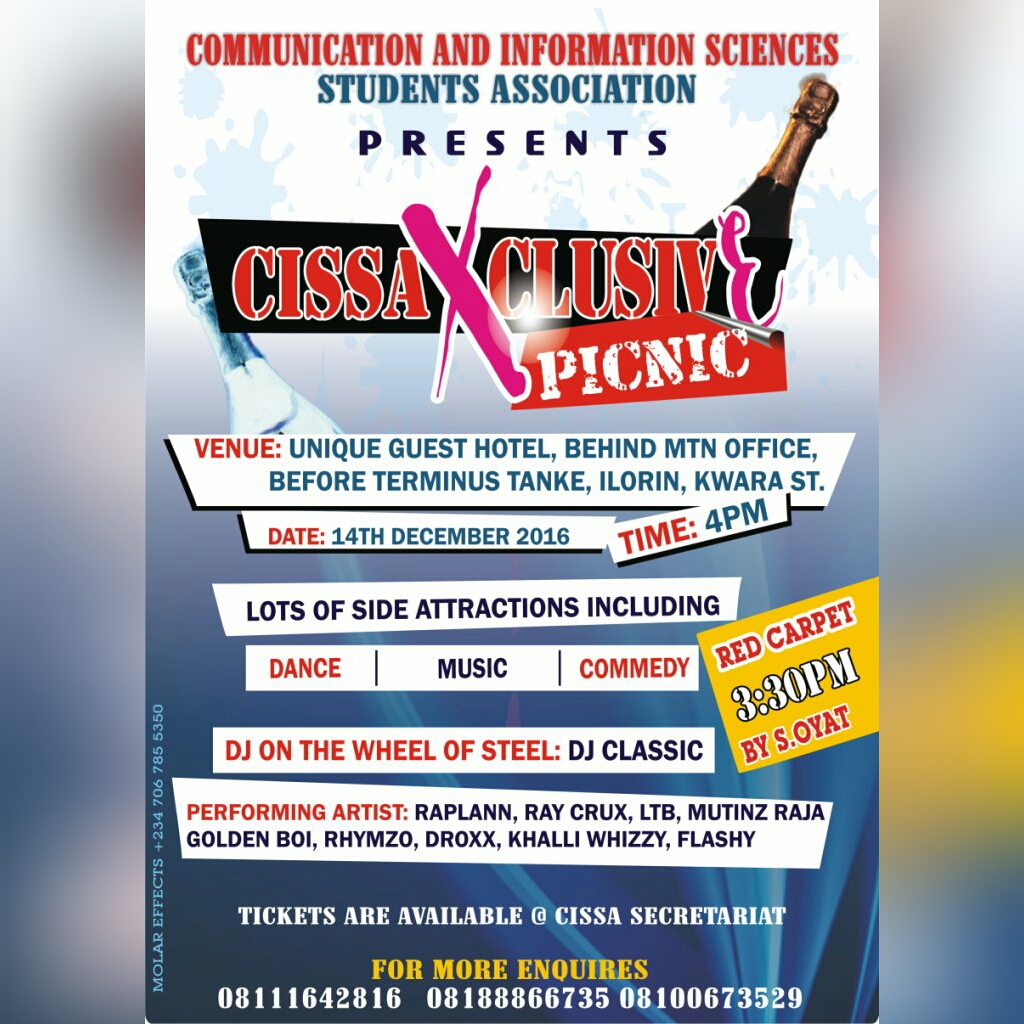 COMMUNICATION AND INFORMATION SCIENCES
STUDENTS ASSOCIATION
PRESENTS
CISSA XCLUSIVE
PICNIC
VENUE: UNIQUE GUEST HOTEL, BEHIND MTN OFFICE,
BEFORE TERMINUS TANKE, ILORIN, KWARA ST.
DATE: 14TH DECEMBER 2016
TIME: 4PM
LOTS OF SIDE ATTRACTIONS INCLUDING
DANCE | MUSIC | COMMEDY
RED CARPET
3:30PM
BY S.OYAT
DJ ON THE WHEEL OF STEEL: DJ CLASSIC
PERFORMING ARTIST: RAPLANN, RAY CRUX, LTB, MUTINZ RAJA
GOLDEN BOI, RHYMZO, DROXX, KHALLI WHIZZY, FLASHY
TICKETS ARE AVAILABLE @ CISSA SECRETARIAT
FOR MORE ENQUIRES
08111642816 08188866735 08100673529
MOLAR EFFECTS +234 706 785 5350